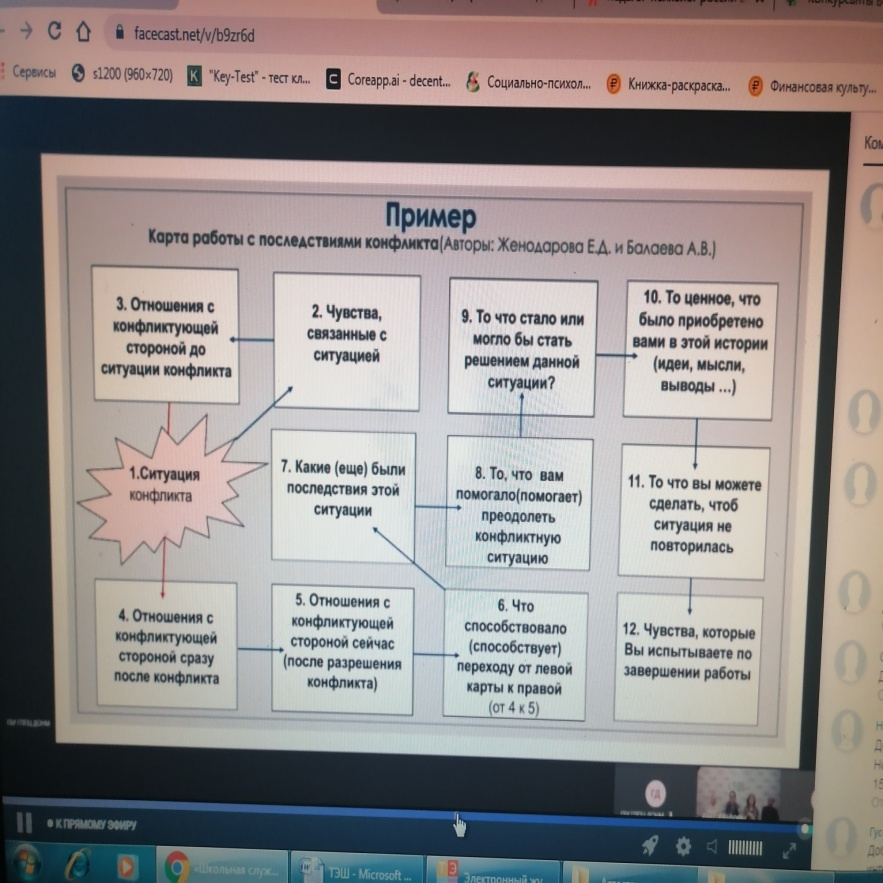 facecast.net/v/b9zr6d
Сервисы
s1200 (960×720)
"Key-Test" - тест кл...
Coreapp.ai - decent...
Социально-психол...
Книжка-раскраска...
Финансовая культу...
Пример
Карта работы с последствиями конфликта(Авторы: Женодарова Е.Д. и Балаева А.В.)
3. Отношения с
конфликтующей
стороной до
ситуации конфликта
2. Чувства,
связанные с
ситуацией
9. То что стало или
могло бы стать
решением данной
ситуации?
10. То ценное, что
было приобретено
вами в этой истории
(идеи, мысли,
выводы ...)
1.Ситуация
конфликта
7. Какие (еще) были
последствия этой
ситуации
8. То, что вам
помогало(помогает)
преодолеть
конфликтную
ситуацию
11. То что вы можете
сделать, чтоб
ситуация не
повторилась
4. Отношения с
конфликтующей
стороной сразу
после конфликта
5. Отношения с
конфликтующей
стороной сейчас
(после разрешения
конфликта)
6. Что
способствовало
(способствует)
переходу от левой
карты к правой
(от 4 к 5)
12. Чувства, которые
Вы испытываете по
завершении работы
К ПРЯМОМУ ЭФИРУ
«Школьная служ...
ТЭШ - Microsoft ...
Электронный жу...